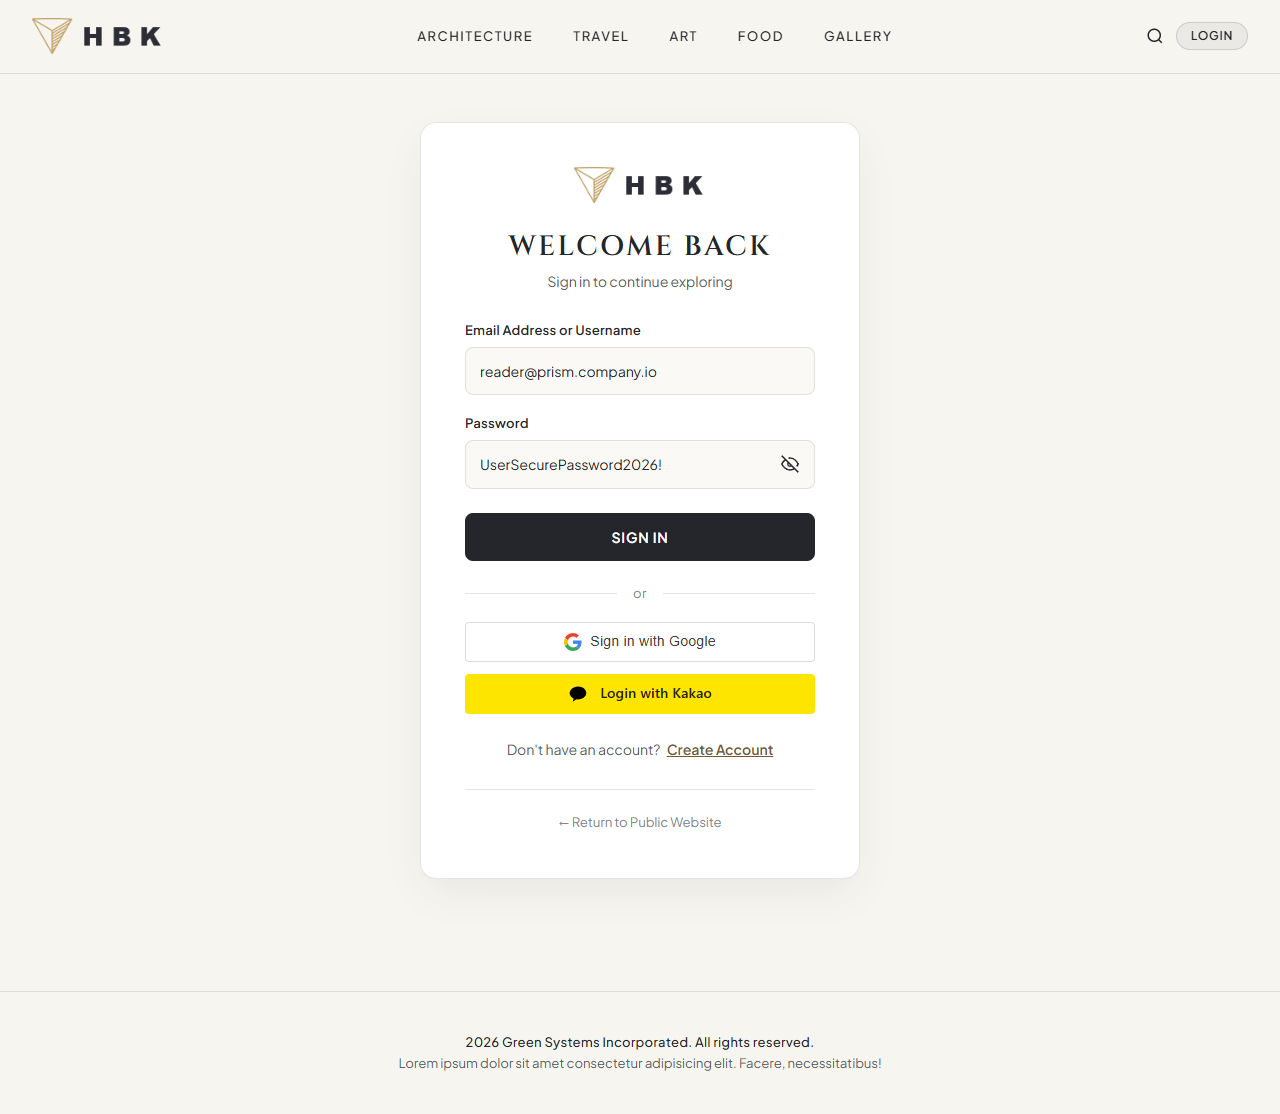 HBK
ARCHITECTURE TRAVEL ART FOOD GALLERY
LOGIN
HBK
WELCOME BACK
Sign in to continue exploring
Email Address or Username
reader@prism.company.io
Password
UserSecurePassword2026!
SIGN IN
or
Sign in with Google
Login with Kakao
Don't have an account? Create Account
← Return to Public Website
2026 Green Systems Incorporated. All rights reserved.
Lorem ipsum dolor sit amet consectetur adipisicing elit. Facere, necessitatibus!